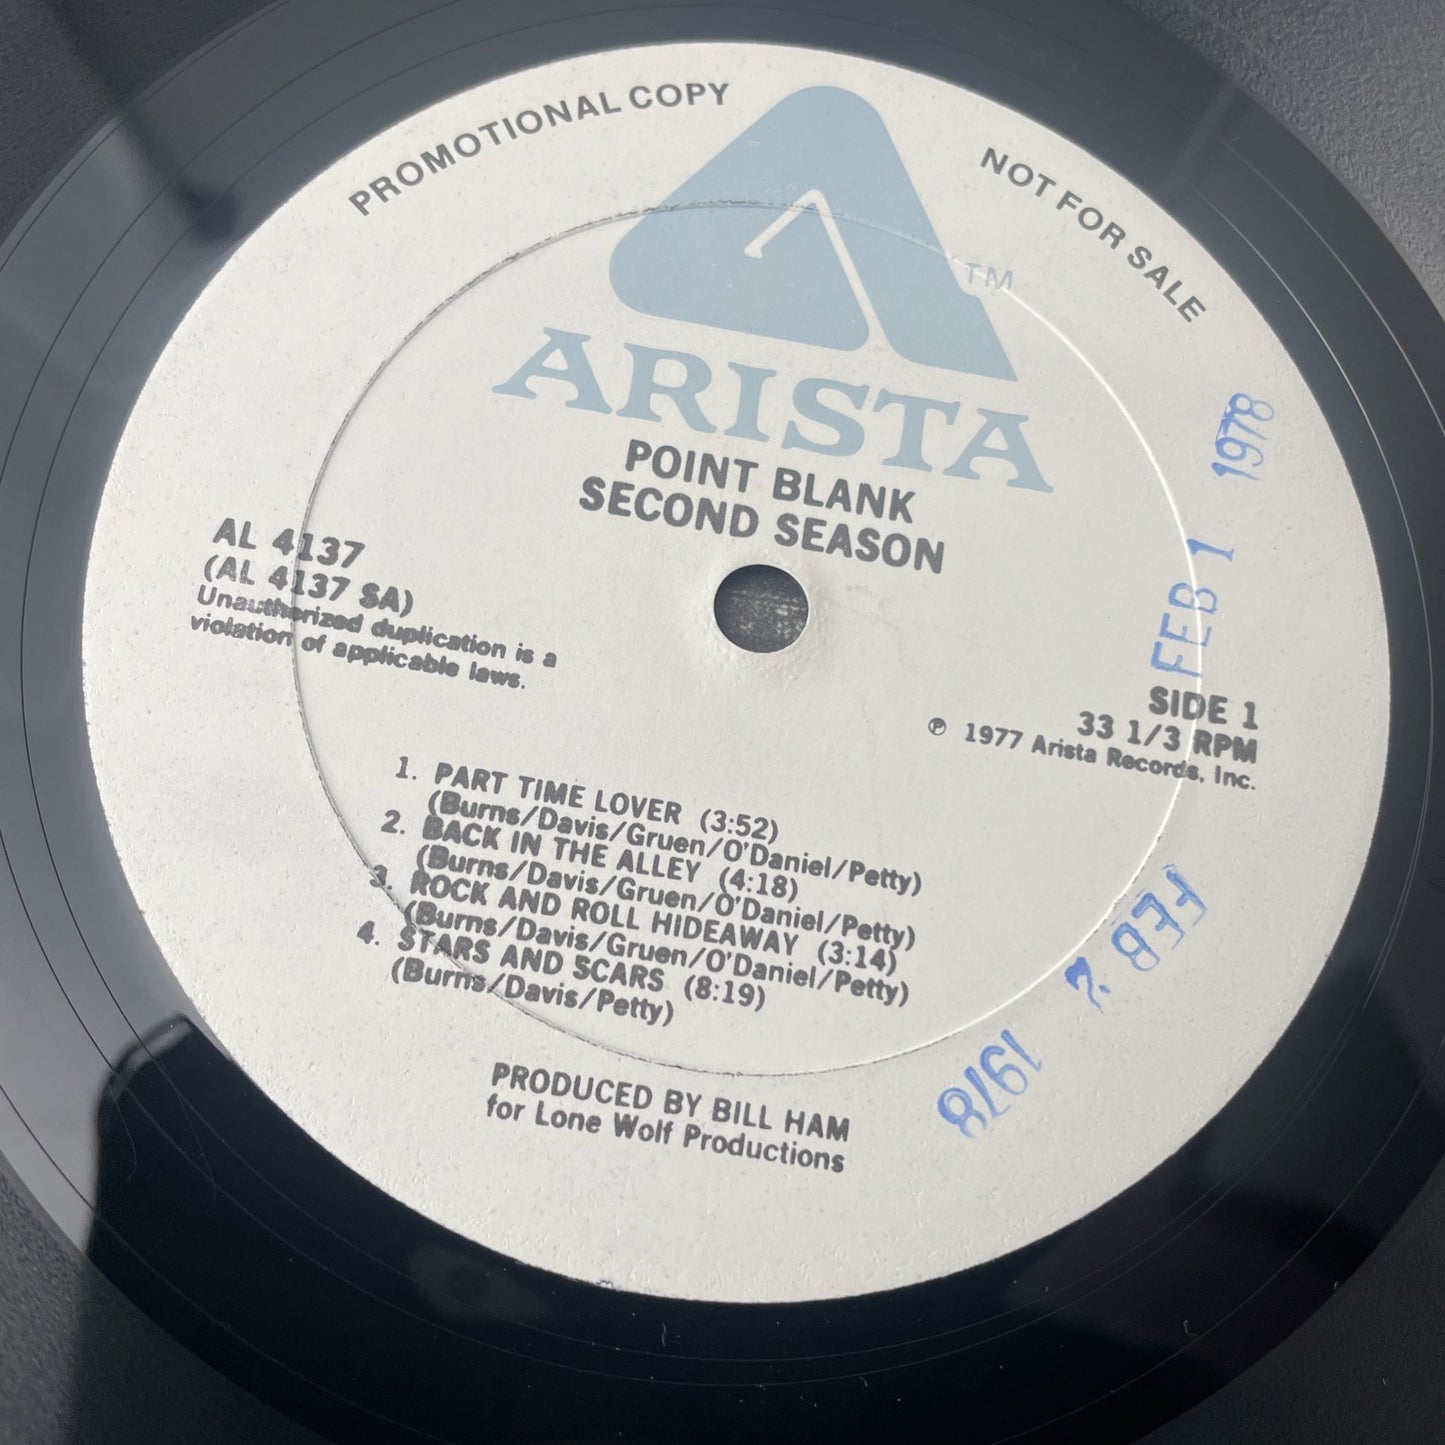 PROMOTIONAL COPY
NOT FOR SALE
TM
ARISTA
POINT BLANK
SECOND SEASON
AL 4137
(AL 4137 SA)
Unauthorized duplication is a
violation of applicable laws.
FEB 1 1978
SIDE 1
33 1/3 RPM
℗ 1977 Arista Records, Inc.
1. PART TIME LOVER (3:52)
(Burns/Davis/Gruen/O'Daniel/Petty)
2. BACK IN THE ALLEY (4:18)
(Burns/Davis/Gruen/O'Daniel/Petty)
3. ROCK AND ROLL HIDEAWAY (3:14)
(Burns/Davis/Gruen/O'Daniel/Petty)
4. STARS AND SCARS (8:19)
(Burns/Davis/Petty)
FEB 2 1978
PRODUCED BY BILL HAM
for Lone Wolf Productions